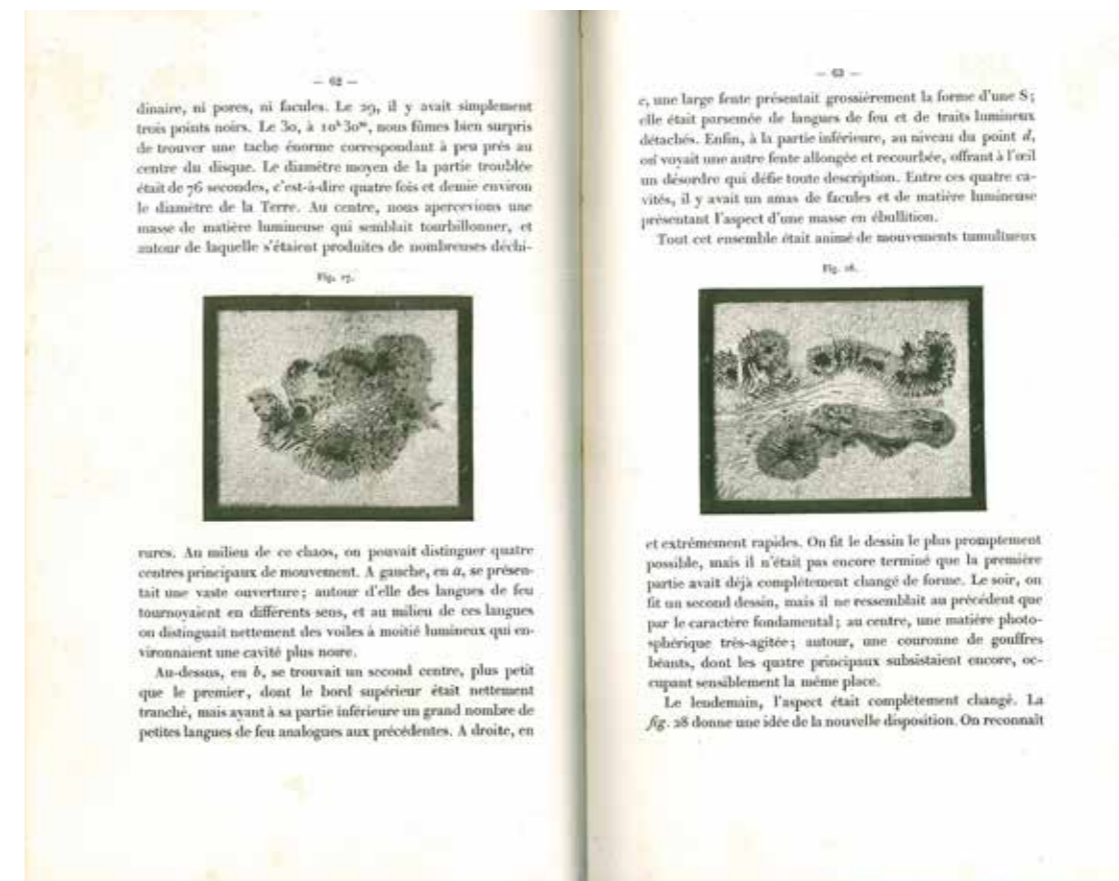 — 62 —
dinaire, ni pores, ni facules. Le 29, il y avait simplement
trois points noirs. Le 30, à 10ʰ30ᵐ, nous fûmes bien surpris
de trouver une tache énorme correspondant à peu près au
centre du disque. Le diamètre moyen de la partie troublée
était de 76 secondes, c'est-à-dire quatre fois et demie environ
le diamètre de la Terre. Au centre, nous apercevions une
masse de matière lumineuse qui semblait tourbillonner, et
autour de laquelle s'étaient produites de nombreuses déchi-
Fig. 27.
rures. Au milieu de ce chaos, on pouvait distinguer quatre
centres principaux de mouvement. A gauche, en a, se présen-
tait une vaste ouverture; autour d'elle des langues de feu
tournoyaient en différents sens, et au milieu de ces langues
on distinguait nettement des voiles à moitié lumineux qui en-
vironnaient une cavité plus noire.
Au-dessus, en b, se trouvait un second centre, plus petit
que le premier, dont le bord supérieur était nettement
tranché, mais ayant à sa partie inférieure un grand nombre de
petites langues de feu analogues aux précédentes. A droite, en
— 63 —
c, une large fente présentait grossièrement la forme d'une S;
elle était parsemée de langues de feu et de traits lumineux
détachés. Enfin, à la partie inférieure, au niveau du point d,
on voyait une autre fente allongée et recourbée, offrant à l'œil
un désordre qui défie toute description. Entre ces quatre ca-
vités, il y avait un amas de facules et de matière lumineuse
présentant l'aspect d'une masse en ébullition.
Tout cet ensemble était animé de mouvements tumultueux
Fig. 28.
et extrêmement rapides. On fit le dessin le plus promptement
possible, mais il n'était pas encore terminé que la première
partie avait déjà complétement changé de forme. Le soir, on
fit un second dessin, mais il ne ressemblait au précédent que
par le caractère fondamental; au centre, une matière photo-
sphérique très-agitée; autour, une couronne de gouffres
béants, dont les quatre principaux subsistaient encore, oc-
cupant sensiblement la même place.
Le lendemain, l'aspect était complétement changé. La
fig. 28 donne une idée de la nouvelle disposition. On reconnaît